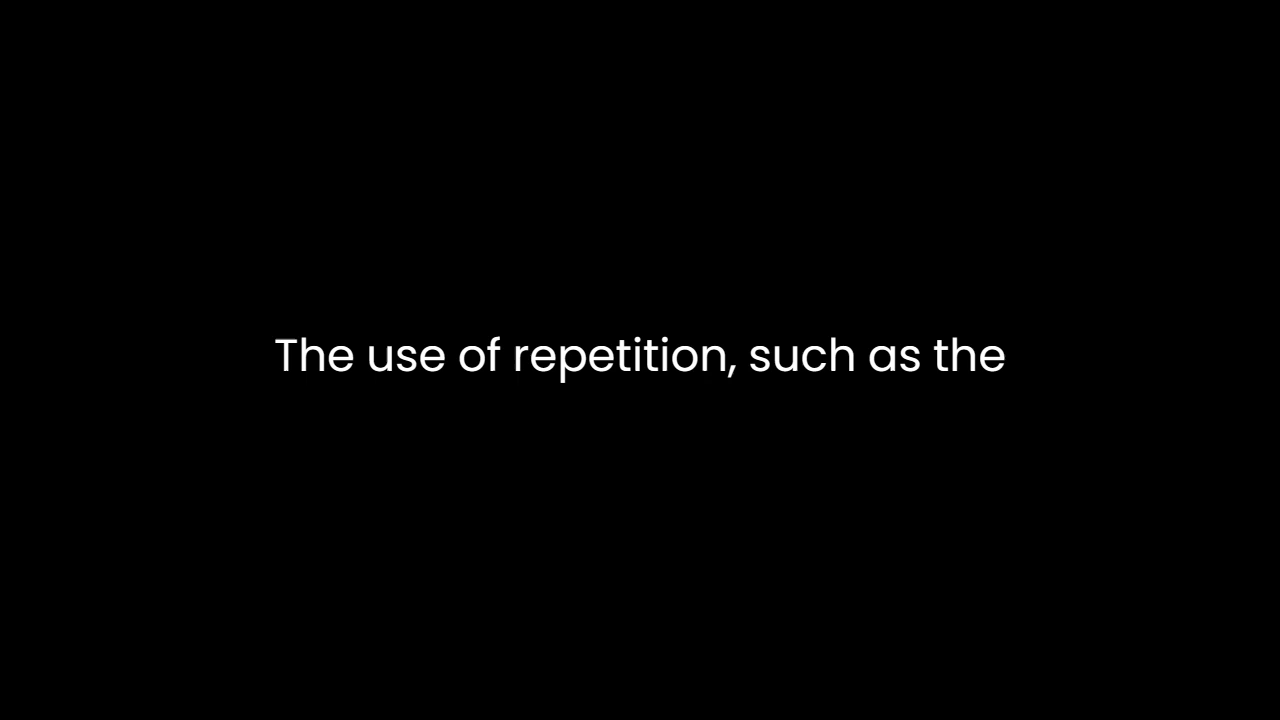 The use of repetition, such as the